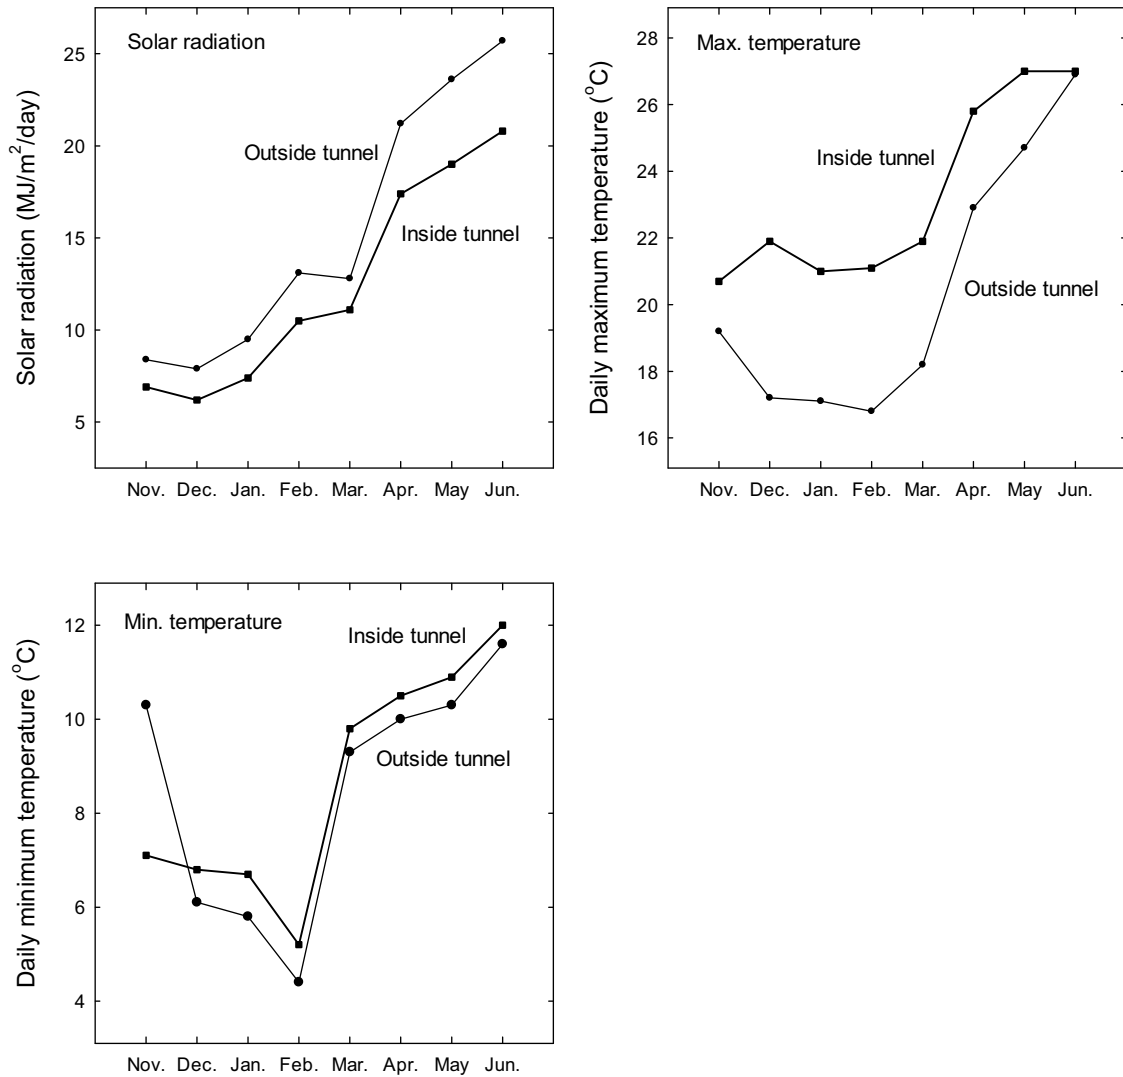 Solar radiation
Outside tunnel
Inside tunnel
Solar radiation (MJ/m²/day)
25
20
15
10
5
Nov. Dec. Jan. Feb. Mar. Apr. May Jun.
Max. temperature
Inside tunnel
Outside tunnel
Daily maximum temperature (°C)
28
26
24
22
20
18
16
Nov. Dec. Jan. Feb. Mar. Apr. May Jun.
Min. temperature
Inside tunnel
Outside tunnel
Daily minimum temperature (°C)
12
10
8
6
4
Nov. Dec. Jan. Feb. Mar. Apr. May Jun.